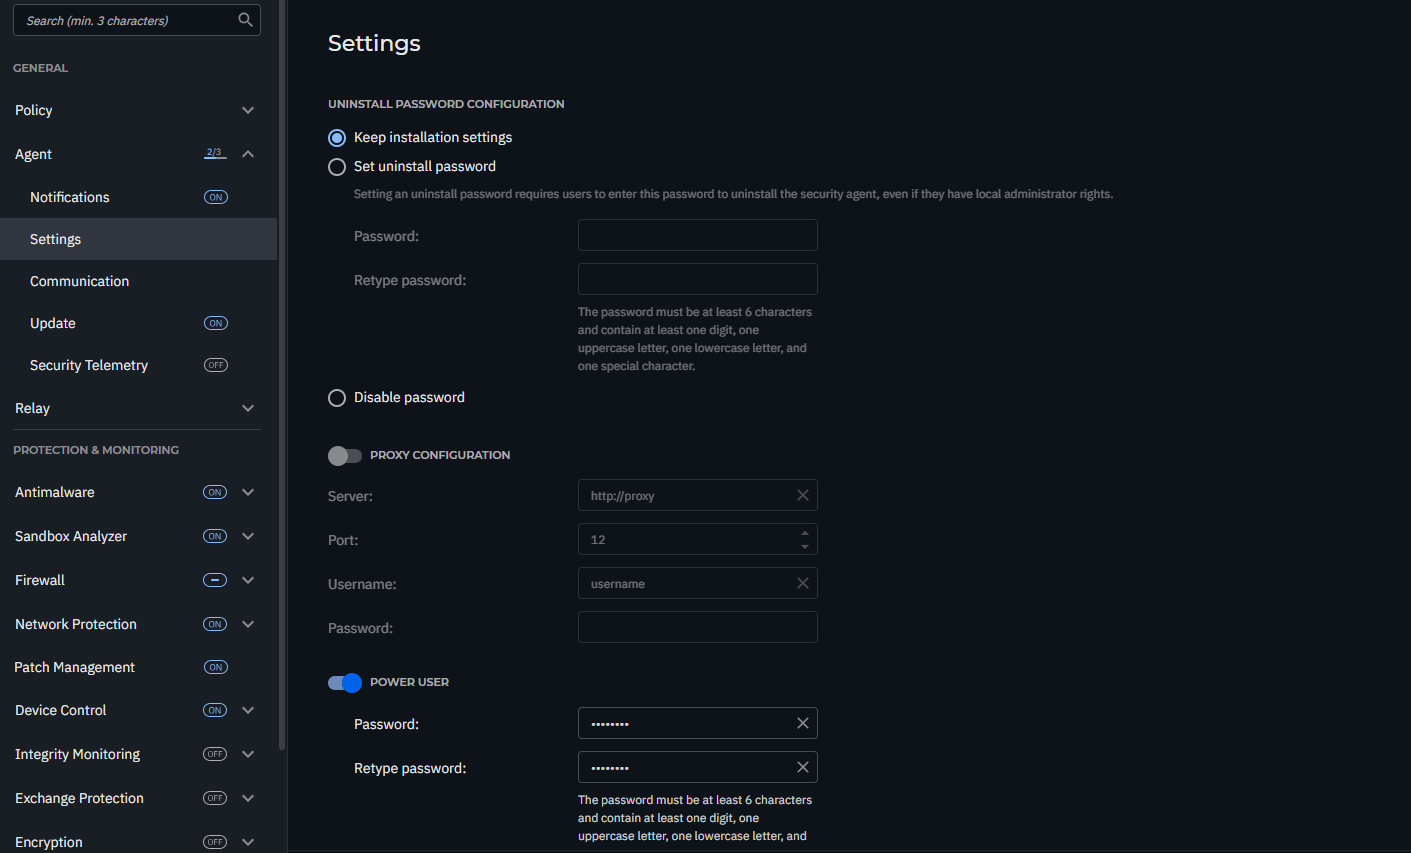 Search (min. 3 characters)
GENERAL
Policy
Agent 2/3
Notifications ON
Settings
Communication
Update ON
Security Telemetry OFF
Relay
PROTECTION & MONITORING
Antimalware ON
Sandbox Analyzer ON
Firewall
Network Protection ON
Patch Management ON
Device Control ON
Integrity Monitoring OFF
Exchange Protection OFF
Encryption OFF
Settings
UNINSTALL PASSWORD CONFIGURATION
Keep installation settings
Set uninstall password
Setting an uninstall password requires users to enter this password to uninstall the security agent, even if they have local administrator rights.
Password:
Retype password:
The password must be at least 6 characters
and contain at least one digit, one
uppercase letter, one lowercase letter, and
one special character.
Disable password
PROXY CONFIGURATION
Server: http://proxy
Port: 12
Username: username
Password:
POWER USER
Password: ••••••••
Retype password: ••••••••
The password must be at least 6 characters
and contain at least one digit, one
uppercase letter, one lowercase letter, and